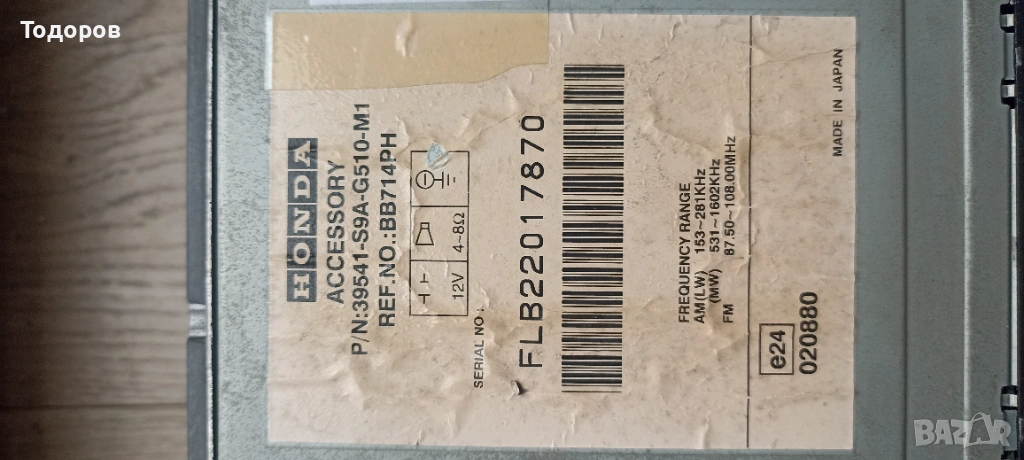 Тодоров
HONDA
ACCESSORY
P/N:39541-S9A-G510-M1
REF.NO.:BB714PH
12V 4~8Ω
SERIAL NO.:
FLB22017870
FREQUENCY RANGE
AM(LW) 153~281KHz
(MW) 531~1602KHz
FM 87.50~108.00MHz
e24
020880
MADE IN JAPAN
BAZAR